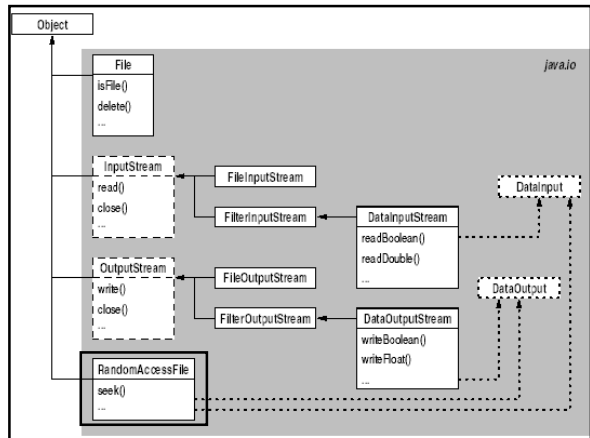 Object
java.io
File
isFile()
delete()
...
InputStream
read()
close()
...
FileInputStream
FilterInputStream
DataInputStream
readBoolean()
readDouble()
...
DataInput
OutputStream
write()
close()
...
FileOutputStream
FilterOutputStream
DataOutputStream
writeBoolean()
writeFloat()
...
DataOutput
RandomAccessFile
seek()
...